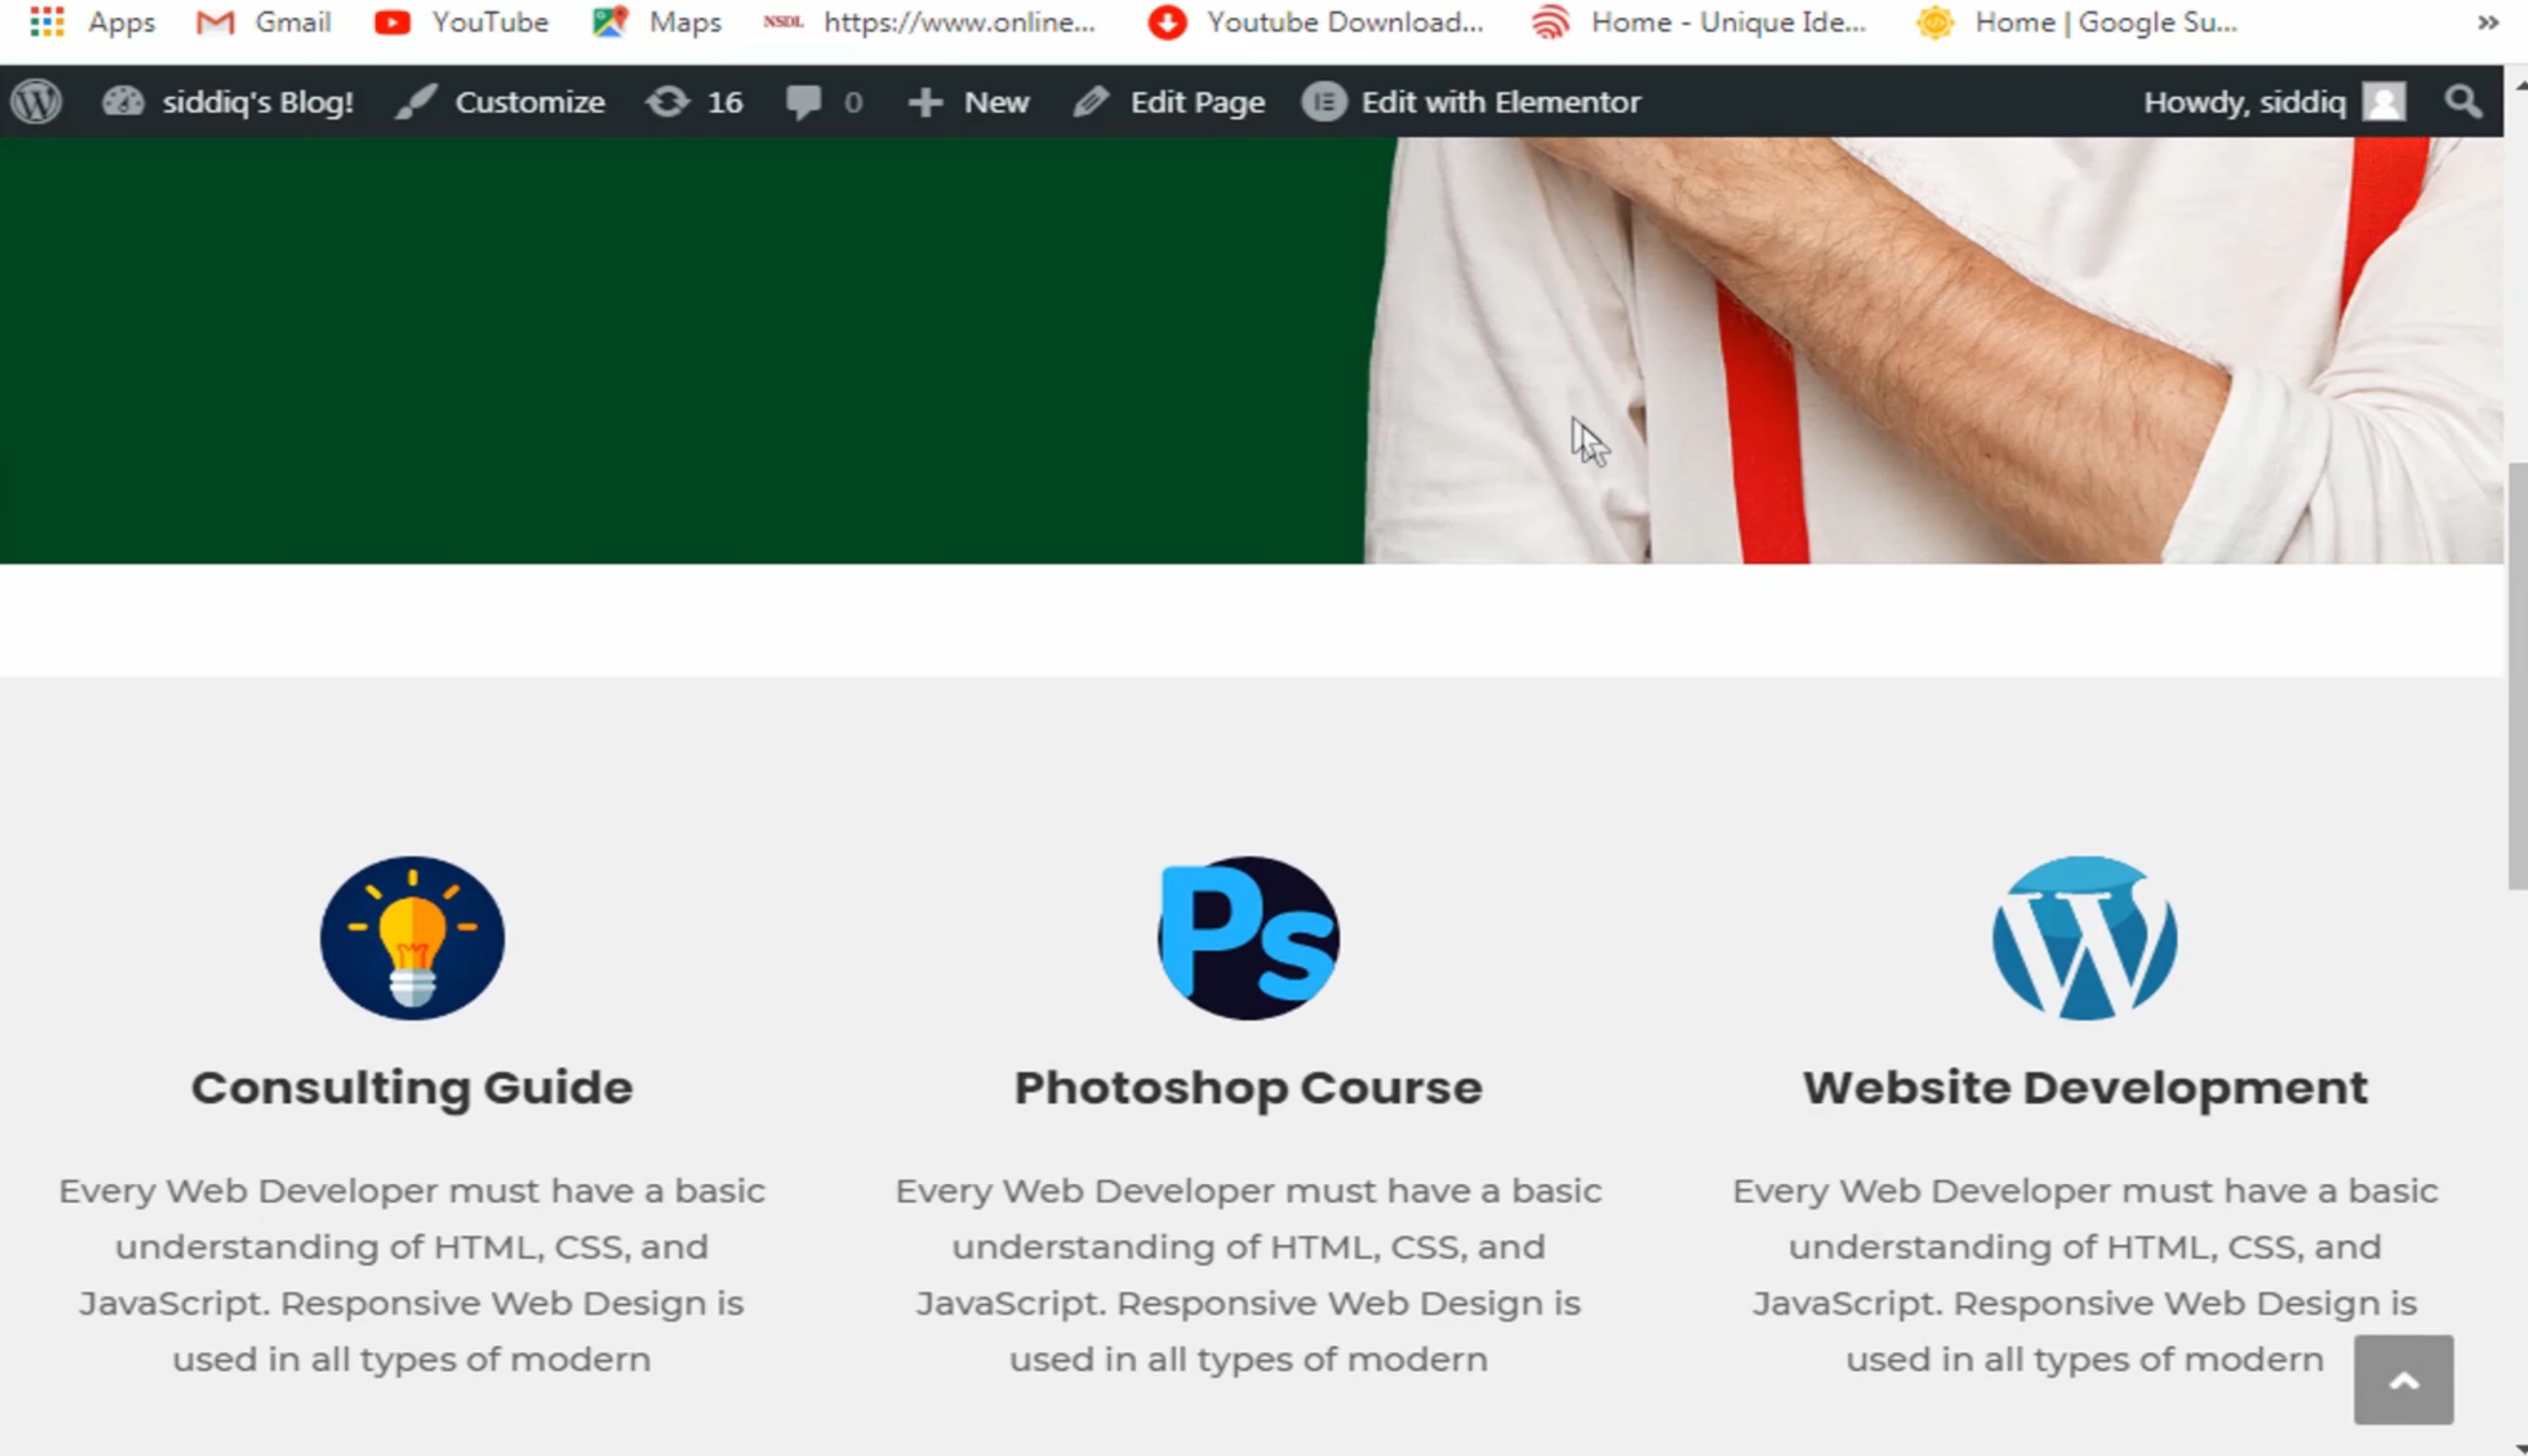 Apps Gmail YouTube Maps NSDL https://www.online... Youtube Download... Home - Unique Ide... Home | Google Su... »
siddiq's Blog! Customize 16 0 New Edit Page Edit with Elementor Howdy, siddiq
Ps
Consulting Guide
Every Web Developer must have a basic
understanding of HTML, CSS, and
JavaScript. Responsive Web Design is
used in all types of modern
Photoshop Course
Every Web Developer must have a basic
understanding of HTML, CSS, and
JavaScript. Responsive Web Design is
used in all types of modern
Website Development
Every Web Developer must have a basic
understanding of HTML, CSS, and
JavaScript. Responsive Web Design is
used in all types of modern